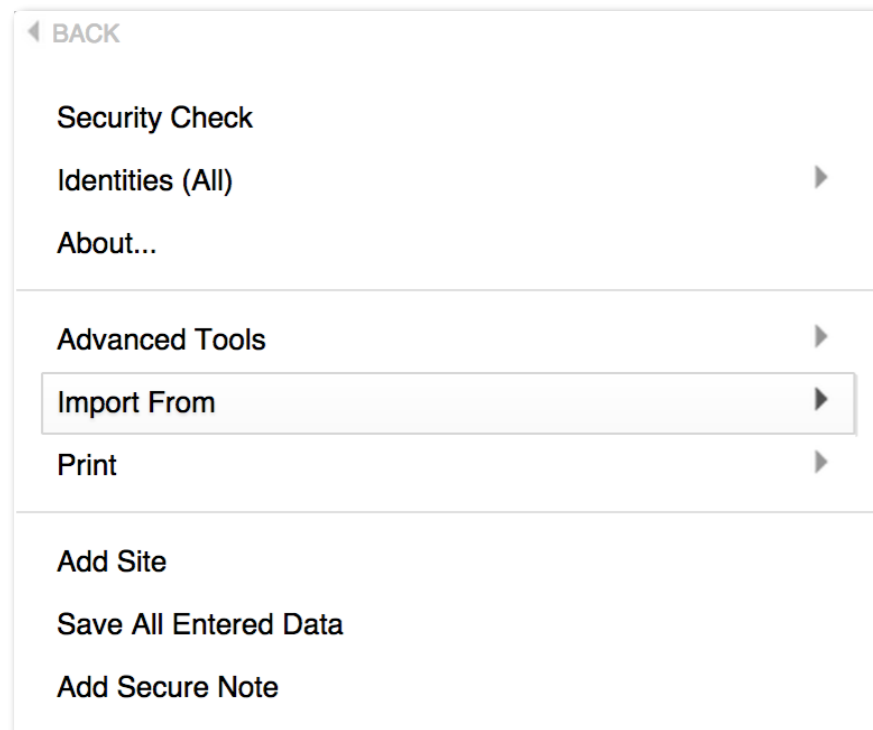 BACK
Security Check
Identities (All)
About...
Advanced Tools
Import From
Print
Add Site
Save All Entered Data
Add Secure Note